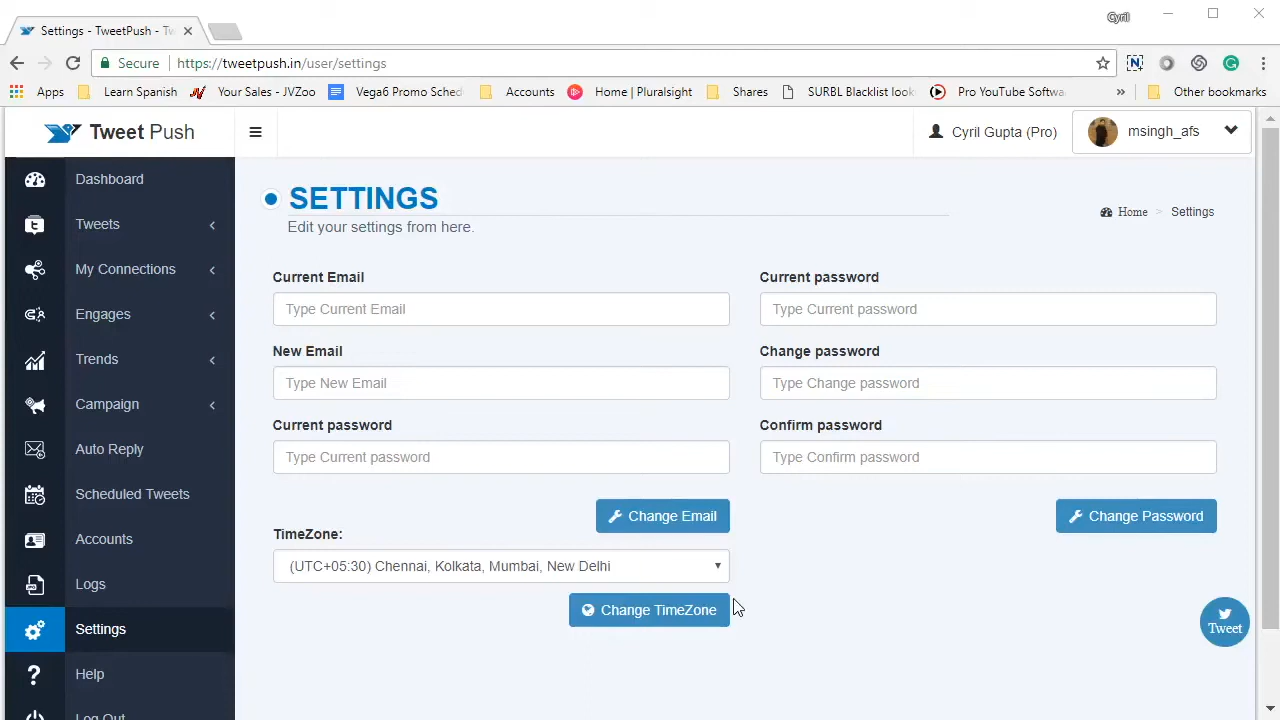 Cyril
Settings - TweetPush - Tw
Secure https://tweetpush.in/user/settings
Apps Learn Spanish Your Sales - JVZoo Vega6 Promo Sched Accounts Home | Pluralsight Shares SURBL Blacklist look Pro YouTube Softwa » Other bookmarks
Tweet Push
Cyril Gupta (Pro)
msingh_afs
Dashboard
Tweets
My Connections
Engages
Trends
Campaign
Auto Reply
Scheduled Tweets
Accounts
Logs
Settings
Help
Log Out
SETTINGS
Edit your settings from here.
Home > Settings
Current Email
Type Current Email
New Email
Type New Email
Current password
Type Current password
Change Email
TimeZone:
(UTC+05:30) Chennai, Kolkata, Mumbai, New Delhi
Change TimeZone
Current password
Type Current password
Change password
Type Change password
Confirm password
Type Confirm password
Change Password
Tweet